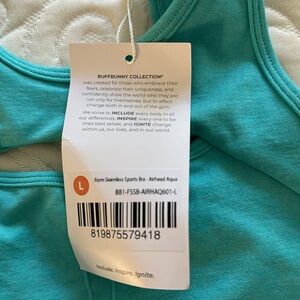 BUFFBUNNY COLLECTION®
was created for those who embrace their
fears, celebrate their uniqueness, and
confidently show the world who they are
not only for themselves, but to affect
change both in and out of the gym.
We strive to INCLUDE every body in all
our differences, INSPIRE every one to be
their best selves, and IGNITE change
within us, our lives, and in our world.
L
Form Seamless Sports Bra - Airhead Aqua
BB1-FSSB-AIRHAQ601-L
819875579418
Include. Inspire. Ignite.